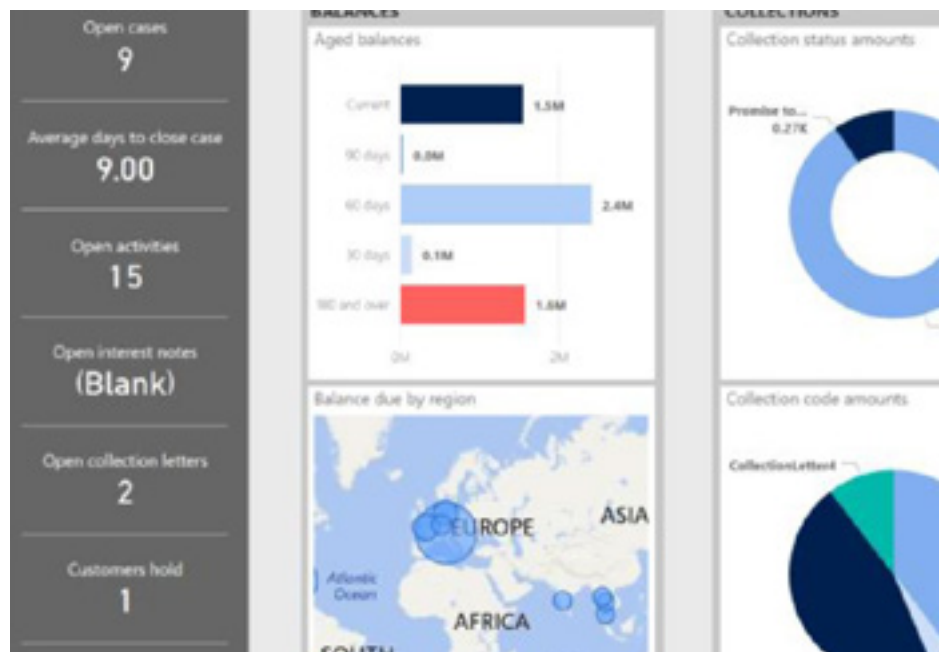 Open cases
9
Average days to close case
9.00
Open activities
15
Open interest notes
(Blank)
Open collection letters
2
Customers hold
1
BALANCES
Aged balances
Current
1.5M
90 days
0.0M
60 days
2.4M
30 days
0.1M
180 and over
1.6M
0M
2M
Balance due by region
EUROPE
ASIA
Atlantic
Ocean
AFRICA
SOUTH
COLLECTIONS
Collection status amounts
Promise to...
0.27K
Collection code amounts
CollectionLetter4